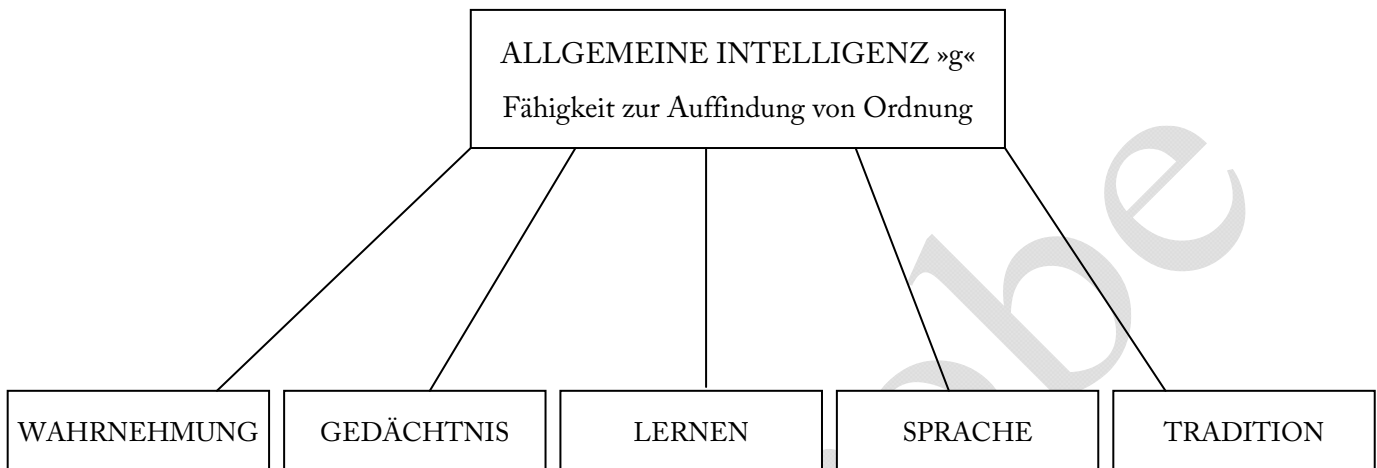 ALLGEMEINE INTELLIGENZ »g«
Fähigkeit zur Auffindung von Ordnung
WAHRNEHMUNG
GEDÄCHTNIS
LERNEN
SPRACHE
TRADITION